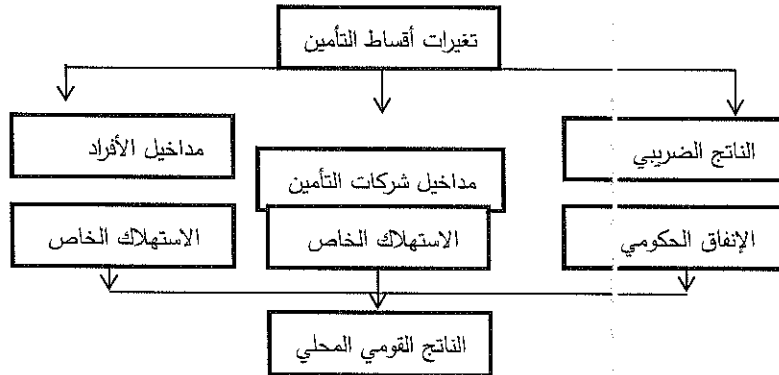 تغيرات أقساط التأمين
مداخيل الأفراد
الناتج الضريبي
مداخيل شركات التأمين
الاستهلاك الخاص
الاستهلاك الخاص
الإنفاق الحكومي
الناتج القومي المحلي